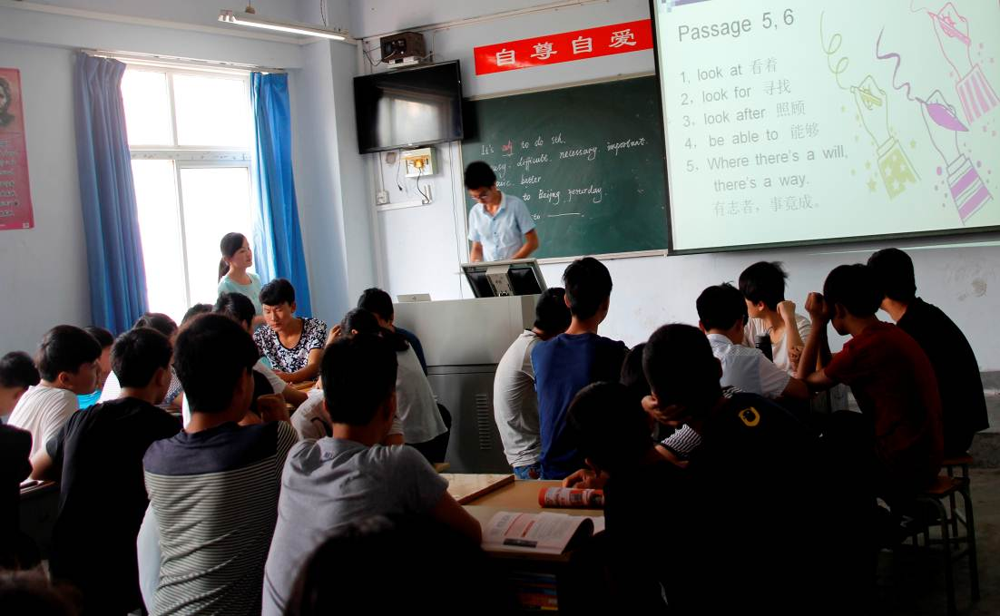 自尊自爱
It's adj to do sth.
easy. difficult. necessary. important.
better
to Beijing yesterday.
to
Passage 5, 6
1, look at 看着
2, look for 寻找
3, look after 照顾
4, be able to 能够
5, Where there's a will,
there's a way.
有志者，事竟成。